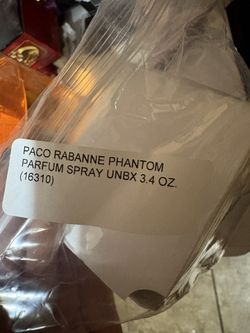 PACO RABANNE PHANTOM
PARFUM SPRAY UNBX 3.4 OZ.
(16310)